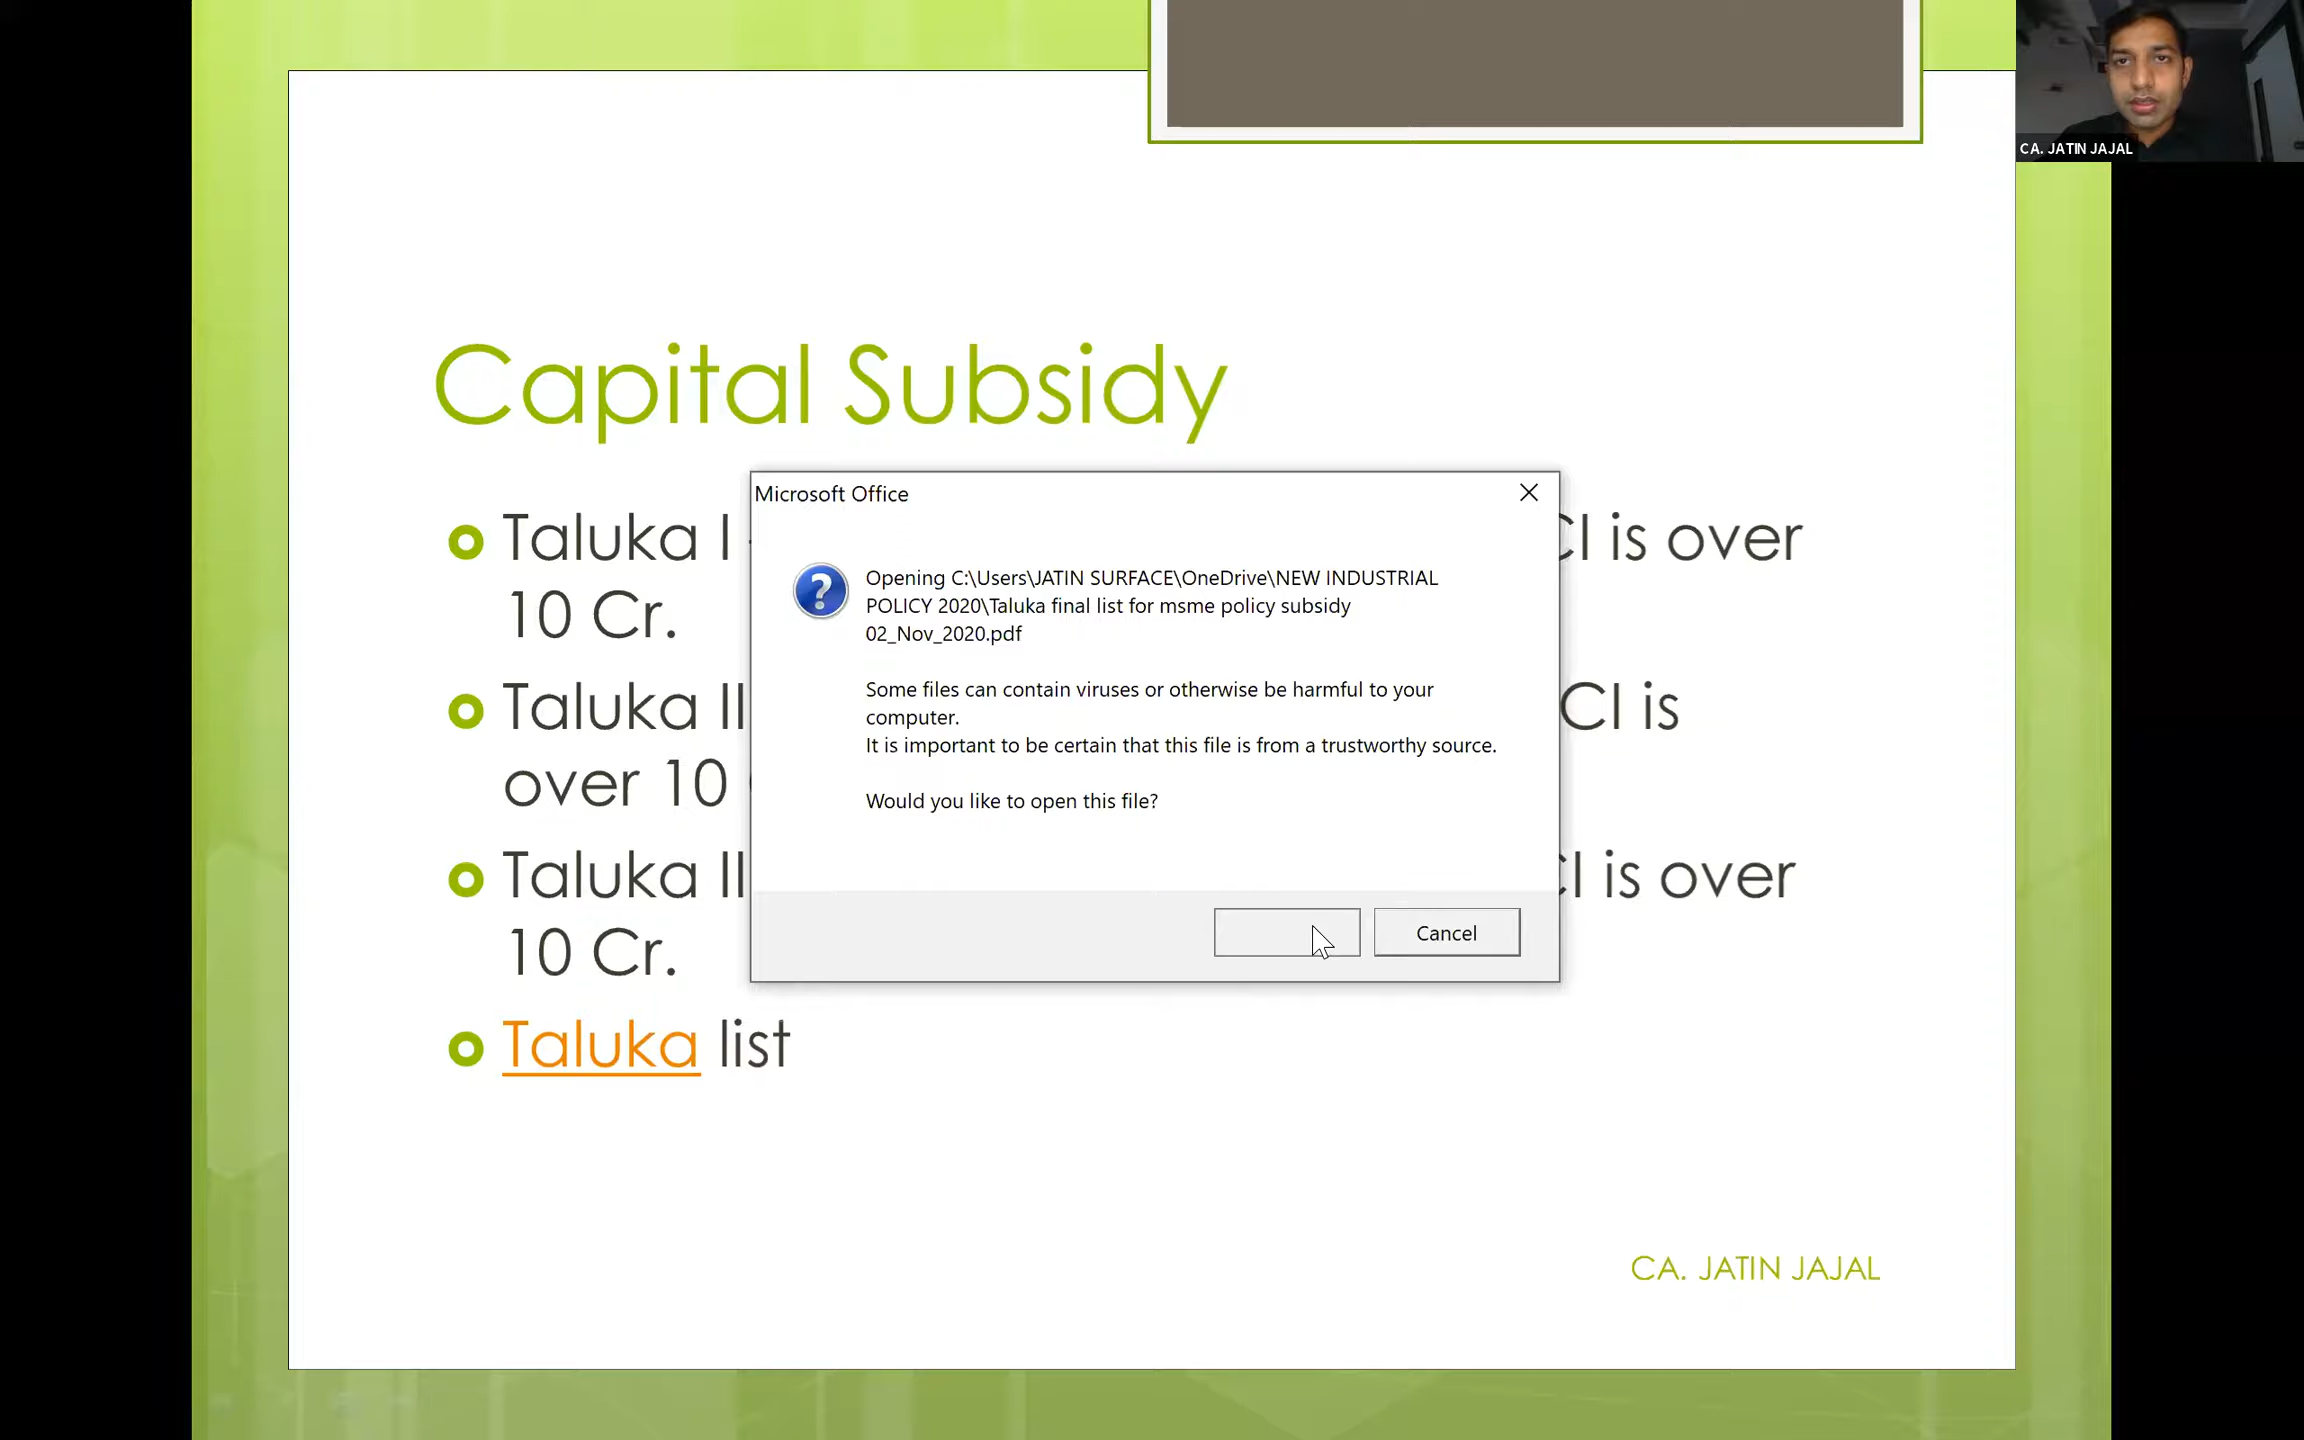 CA. JATIN JAJAL
Capital Subsidy
Microsoft Office
Opening C:\Users\JATIN SURFACE\OneDrive\NEW INDUSTRIAL
POLICY 2020\Taluka final list for msme policy subsidy
02_Nov_2020.pdf
Some files can contain viruses or otherwise be harmful to your
computer.
It is important to be certain that this file is from a trustworthy source.
Would you like to open this file?
Cancel
Taluka I CI is over
10 Cr.
Taluka II CI is
over 10
Taluka II CI is over
10 Cr.
Taluka list
CA. JATIN JAJAL